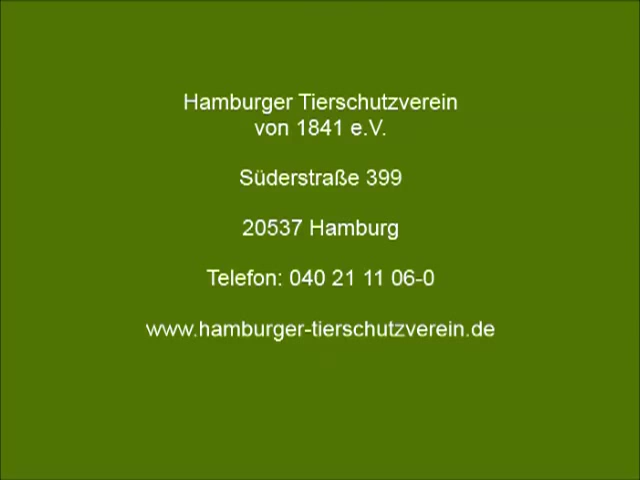 Hamburger Tierschutzverein
von 1841 e.V.
Süderstraße 399
20537 Hamburg
Telefon: 040 21 11 06-0
www.hamburger-tierschutzverein.de